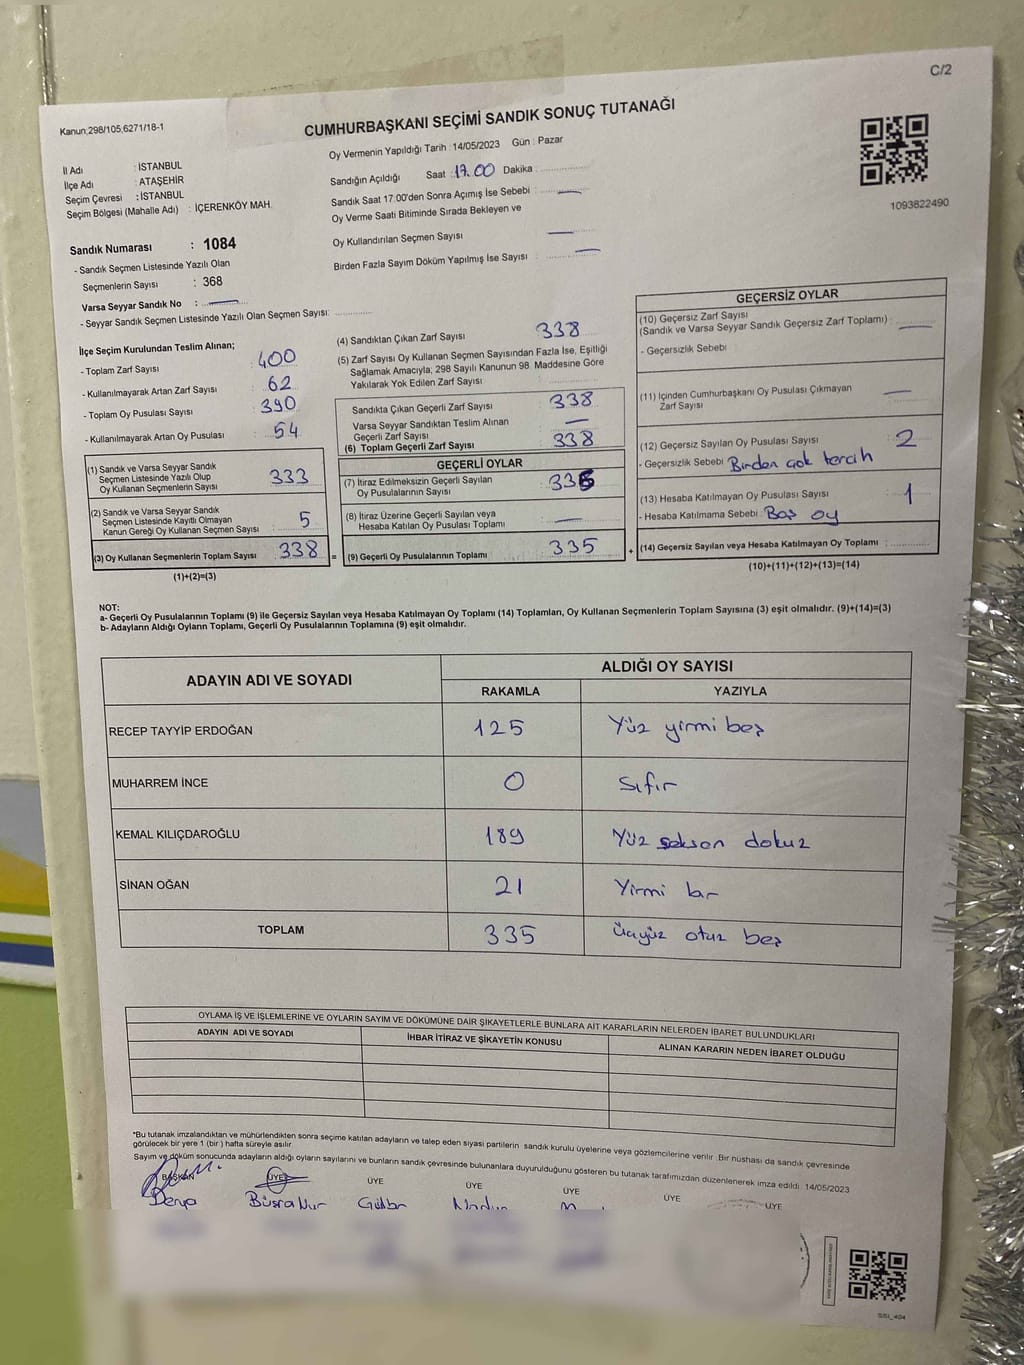 C/2
Kanun,298/105;6271/18-1
CUMHURBAŞKANI SEÇİMİ SANDIK SONUÇ TUTANAĞI
İl Adı : İSTANBUL
İlçe Adı : ATAŞEHİR
Seçim Çevresi : İSTANBUL
Seçim Bölgesi (Mahalle Adı) : İÇERENKÖY MAH.
Oy Vermenin Yapıldığı Tarih : 14/05/2023 Gün : Pazar
Sandığın Açıldığı Saat : 17.00 Dakika
Sandık Saat 17:00'den Sonra Açımış İse Sebebi : —
Oy Verme Saati Bitiminde Sırada Bekleyen ve
Oy Kullandırılan Seçmen Sayısı —
Birden Fazla Sayım Döküm Yapılmış İse Sayısı : —
1093822490
Sandık Numarası : 1084
- Sandık Seçmen Listesinde Yazılı Olan
Seçmenlerin Sayısı : 368
Varsa Seyyar Sandık No : —
- Seyyar Sandık Seçmen Listesinde Yazılı Olan Seçmen Sayısı:
İlçe Seçim Kurulundan Teslim Alınan;
- Toplam Zarf Sayısı : 400
- Kullanılmayarak Artan Zarf Sayısı : 62
- Toplam Oy Pusulası Sayısı : 390
- Kullanılmayarak Artan Oy Pusulası : 54
(1) Sandık ve Varsa Seyyar Sandık
Seçmen Listesinde Yazılı Olup
Oy Kullanan Seçmenlerin Sayısı : 333
(2) Sandık ve Varsa Seyyar Sandık
Seçmen Listesinde Kayıtlı Olmayan
Kanun Gereği Oy Kullanan Seçmen Sayısı : 5
(3) Oy Kullanan Seçmenlerin Toplam Sayısı : 338
(1)+(2)=(3)
(4) Sandıktan Çıkan Zarf Sayısı 338
(5) Zarf Sayısı Oy Kullanan Seçmen Sayısından Fazla İse, Eşitliği
Sağlamak Amacıyla; 298 Sayılı Kanunun 98. Maddesine Göre
Yakılarak Yok Edilen Zarf Sayısı
Sandıkta Çıkan Geçerli Zarf Sayısı : 338
Varsa Seyyar Sandıktan Teslim Alınan
Geçerli Zarf Sayısı : —
(6) Toplam Geçerli Zarf Sayısı : 338
GEÇERLİ OYLAR
(7) İtiraz Edilmeksizin Geçerli Sayılan
Oy Pusulalarının Sayısı : 335
(8) İtiraz Üzerine Geçerli Sayılan veya
Hesaba Katılan Oy Pusulası Toplamı : —
= (9) Geçerli Oy Pusulalarının Toplamı : 335 +
GEÇERSİZ OYLAR
(10) Geçersiz Zarf Sayısı
(Sandık ve Varsa Seyyar Sandık Geçersiz Zarf Toplamı) : —
- Geçersizlik Sebebi :
(11) İçinden Cumhurbaşkanı Oy Pusulası Çıkmayan
Zarf Sayısı —
(12) Geçersiz Sayılan Oy Pusulası Sayısı : 2
- Geçersizlik Sebebi : Birden çok tercih
(13) Hesaba Katılmayan Oy Pusulası Sayısı : 1
- Hesaba Katılmama Sebebi : Boş oy
(14) Geçersiz Sayılan veya Hesaba Katılmayan Oy Toplamı :
(10)+(11)+(12)+(13)=(14)
NOT:
a- Geçerli Oy Pusulalarının Toplamı (9) ile Geçersiz Sayılan veya Hesaba Katılmayan Oy Toplamı (14) Toplamları, Oy Kullanan Seçmenlerin Toplam Sayısına (3) eşit olmalıdır. (9)+(14)=(3)
b- Adayların Aldığı Oyların Toplamı, Geçerli Oy Pusulalarının Toplamına (9) eşit olmalıdır.
ADAYIN ADI VE SOYADI ALDIĞI OY SAYISI
RAKAMLA YAZIYLA
RECEP TAYYİP ERDOĞAN 125 Yüz yirmi beş
MUHARREM İNCE 0 Sıfır
KEMAL KILIÇDAROĞLU 189 Yüz seksen dokuz
SİNAN OĞAN 21 Yirmi bir
TOPLAM 335 Üçyüz otuz beş
OYLAMA İŞ VE İŞLEMLERİNE VE OYLARIN SAYIM VE DÖKÜMÜNE DAİR ŞİKAYETLERLE BUNLARA AİT KARARLARIN NELERDEN İBARET BULUNDUKLARI
ADAYIN ADI VE SOYADI İHBAR İTİRAZ VE ŞİKAYETİN KONUSU ALINAN KARARIN NEDEN İBARET OLDUĞU
*Bu tutanak imzalandıktan ve mühürlendikten sonra seçime katılan adayların ve talep eden siyasi partilerin sandık kurulu üyelerine veya gözlemcilerine verilir. Bir nüshası da sandık çevresinde
görülecek bir yere 1 (bir ) hafta süreyle asılır.
Sayım ve döküm sonucunda adayların aldığı oyların sayılarını ve bunların sandık çevresinde bulunanlara duyurulduğunu gösteren bu tutanak tarafımızdan düzenlenerek imza edildi. 14/05/2023
BAŞKAN ÜYE ÜYE ÜYE ÜYE ÜYE ÜYE
Derya Büşra Nur